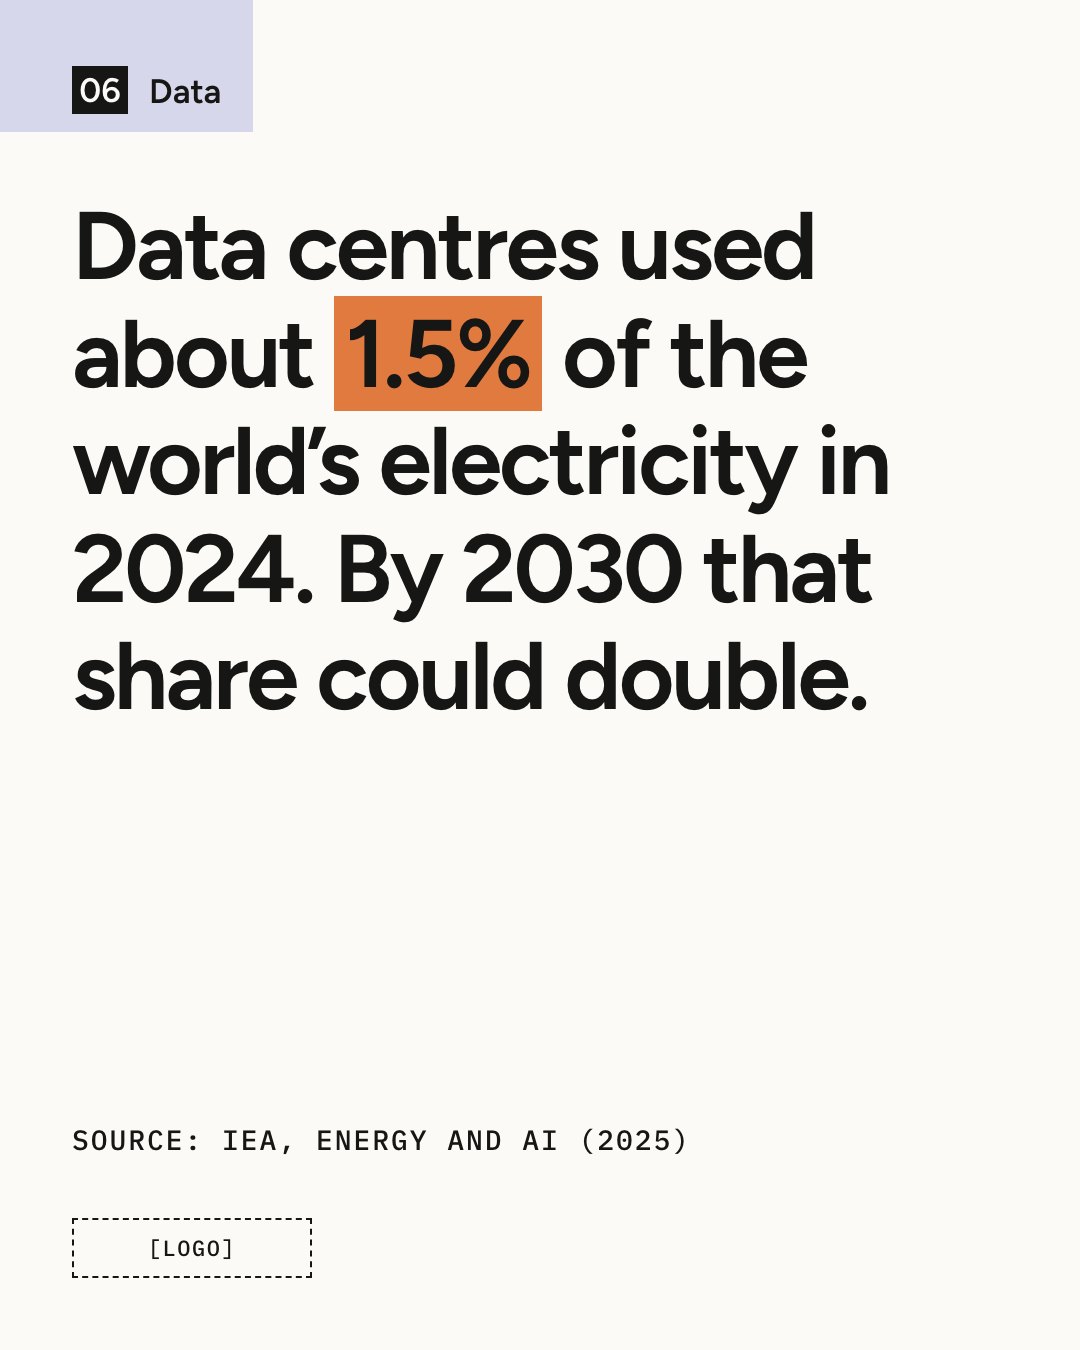 06 Data
Data centres used
about 1.5% of the
world’s electricity in
2024. By 2030 that
share could double.
SOURCE: IEA, ENERGY AND AI (2025)
[LOGO]